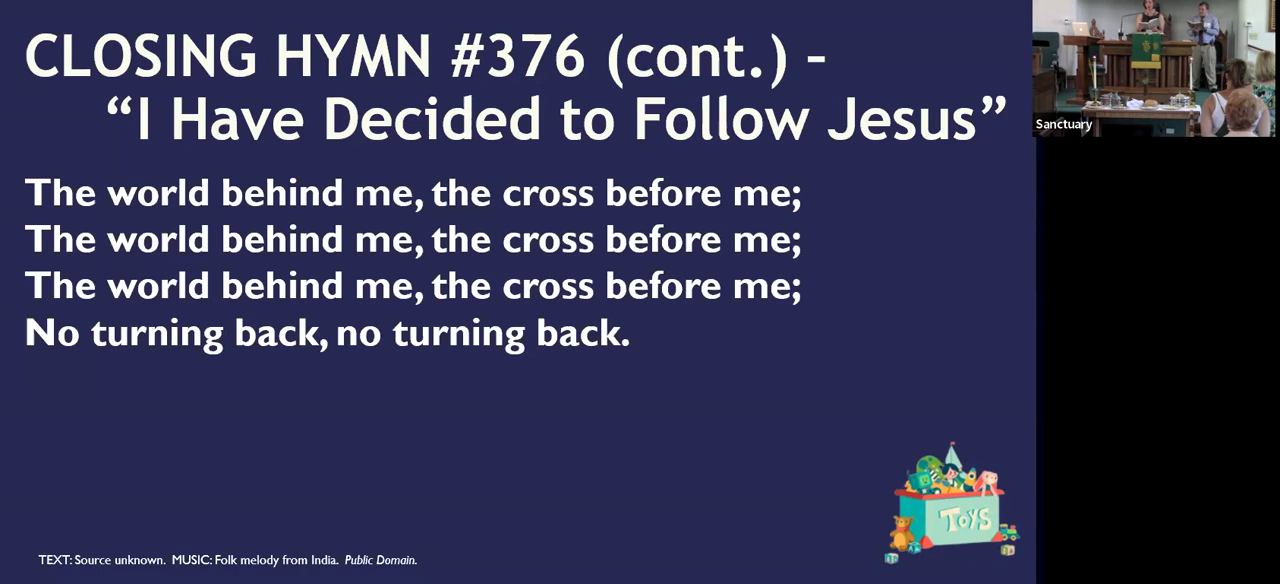 CLOSING HYMN #376 (cont.) –
“I Have Decided to Follow Jesus”
The world behind me, the cross before me;
The world behind me, the cross before me;
The world behind me, the cross before me;
No turning back, no turning back.
TEXT: Source unknown. MUSIC: Folk melody from India. Public Domain.
TOYS
Sanctuary